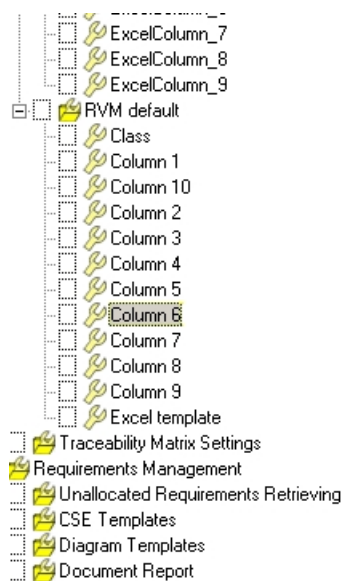 ExcelColumn_7
ExcelColumn_8
ExcelColumn_9
RVM default
Class
Column 1
Column 10
Column 2
Column 3
Column 4
Column 5
Column 6
Column 7
Column 8
Column 9
Excel template
Traceability Matrix Settings
Requirements Management
Unallocated Requirements Retrieving
CSE Templates
Diagram Templates
Document Report